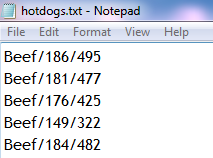 hotdogs.txt - Notepad
File Edit Format View Help
Beef/186/495
Beef/181/477
Beef/176/425
Beef/149/322
Beef/184/482